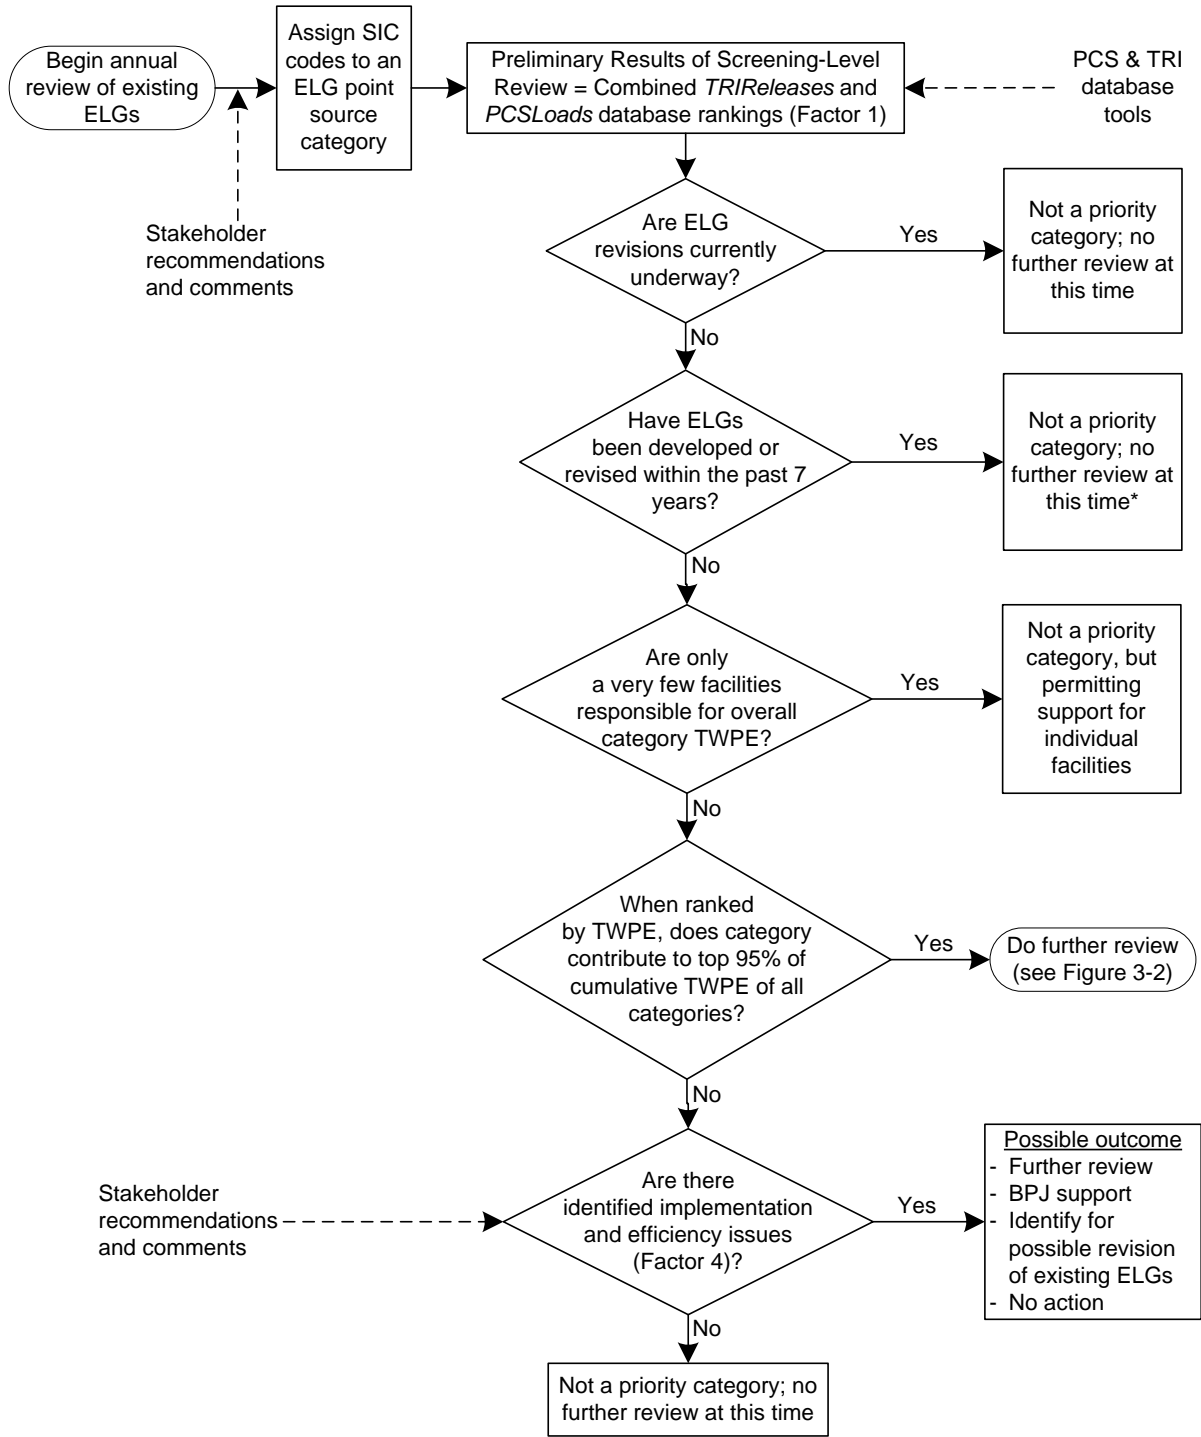 Begin annual
review of existing
ELGs
Assign SIC
codes to an
ELG point
source
category
Preliminary Results of Screening-Level
Review = Combined TRIReleases and
PCSLoads database rankings (Factor 1)
PCS & TRI
database
tools
Stakeholder
recommendations
and comments
Are ELG
revisions currently
underway?
Yes
Not a priority
category; no
further review at
this time
No
Have ELGs
been developed or
revised within the past 7
years?
Yes
Not a priority
category; no
further review at
this time*
No
Are only
a very few facilities
responsible for overall
category TWPE?
Yes
Not a priority
category, but
permitting
support for
individual
facilities
No
When ranked
by TWPE, does category
contribute to top 95% of
cumulative TWPE of all
categories?
Yes
Do further review
(see Figure 3-2)
No
Stakeholder
recommendations
and comments
Are there
identified implementation
and efficiency issues
(Factor 4)?
Yes
Possible outcome
- Further review
- BPJ support
- Identify for
possible revision
of existing ELGs
- No action
No
Not a priority category; no
further review at this time